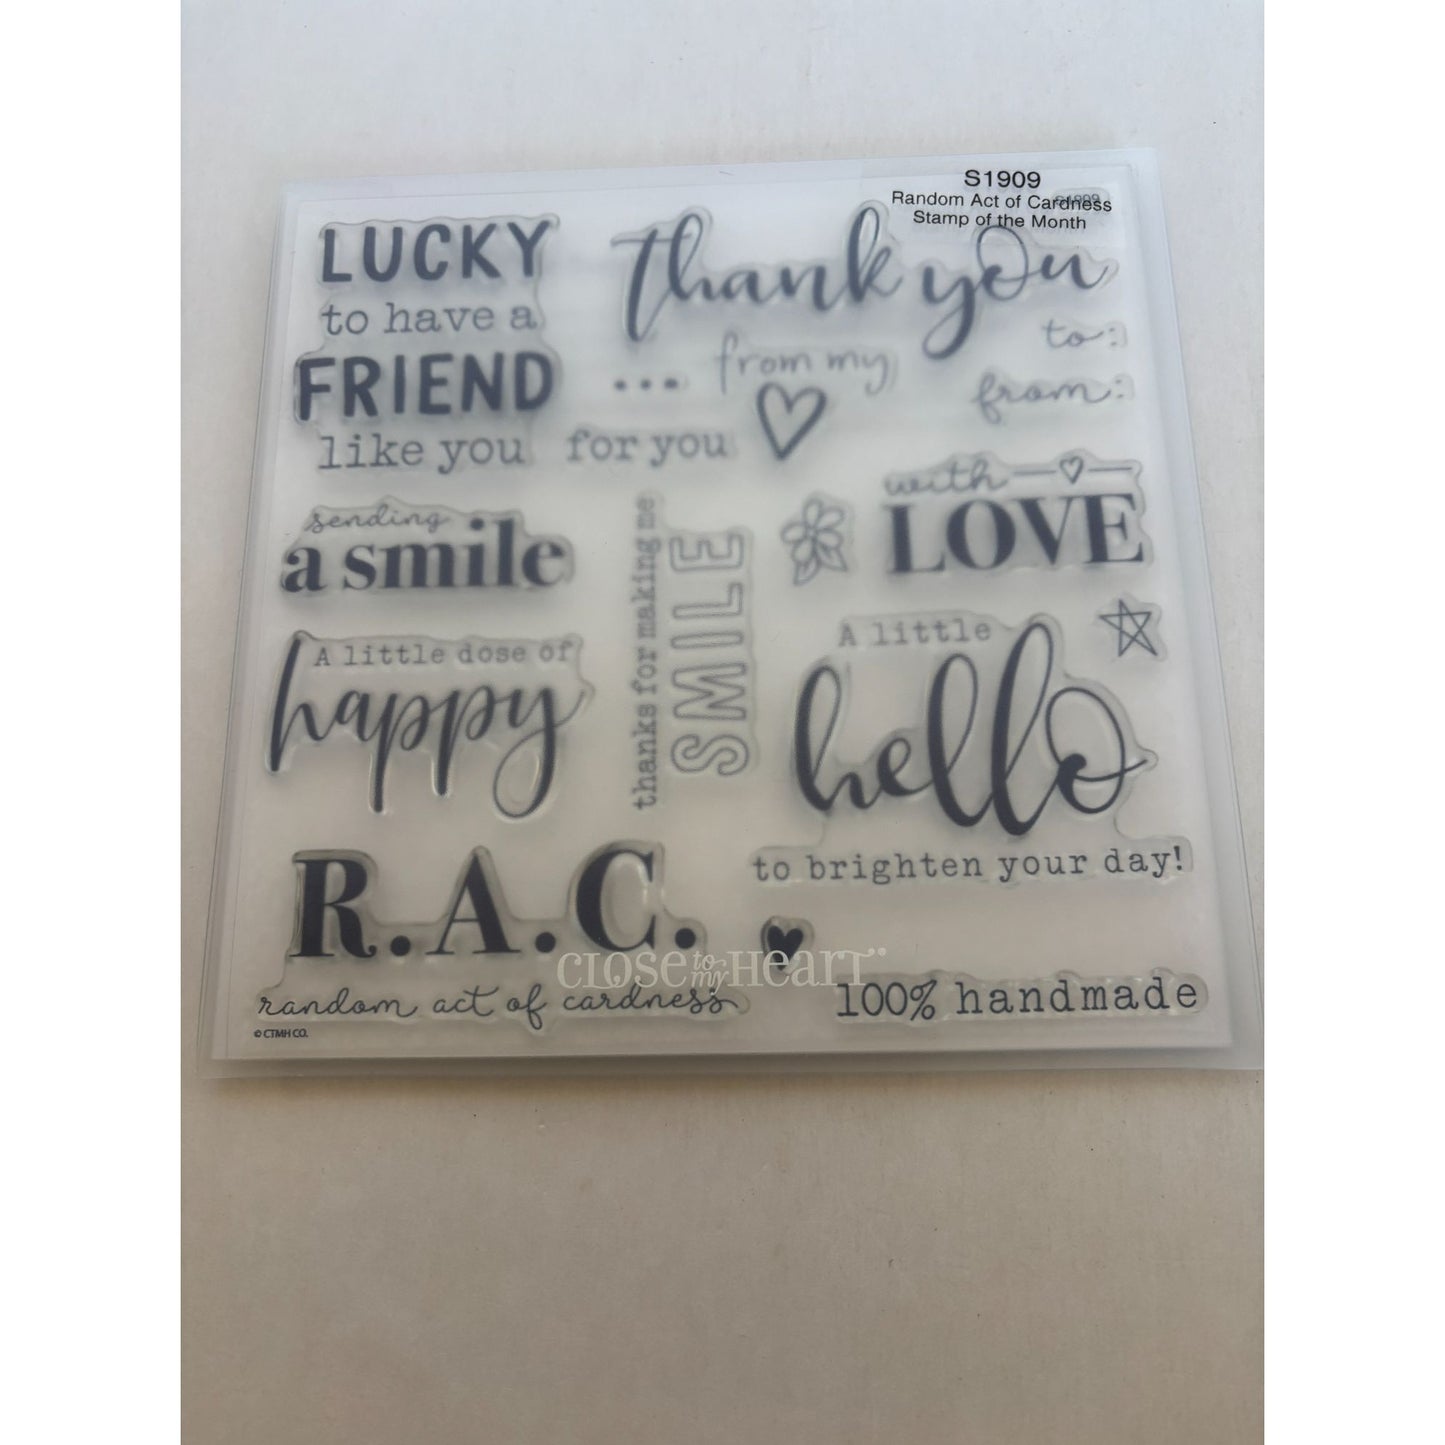 S1909
Random Act of Cardness
Stamp of the Month
S1909
LUCKY
to have a
FRIEND
like you
thank you
... from my
for you
to:
from:
with
LOVE
sending
a smile
thanks for making me
SMILE
A little dose of
happy
A little
hello
to brighten your day!
R.A.C.
random act of cardness
CLOSE to my HEART®
100% handmade
© CTMH CO.